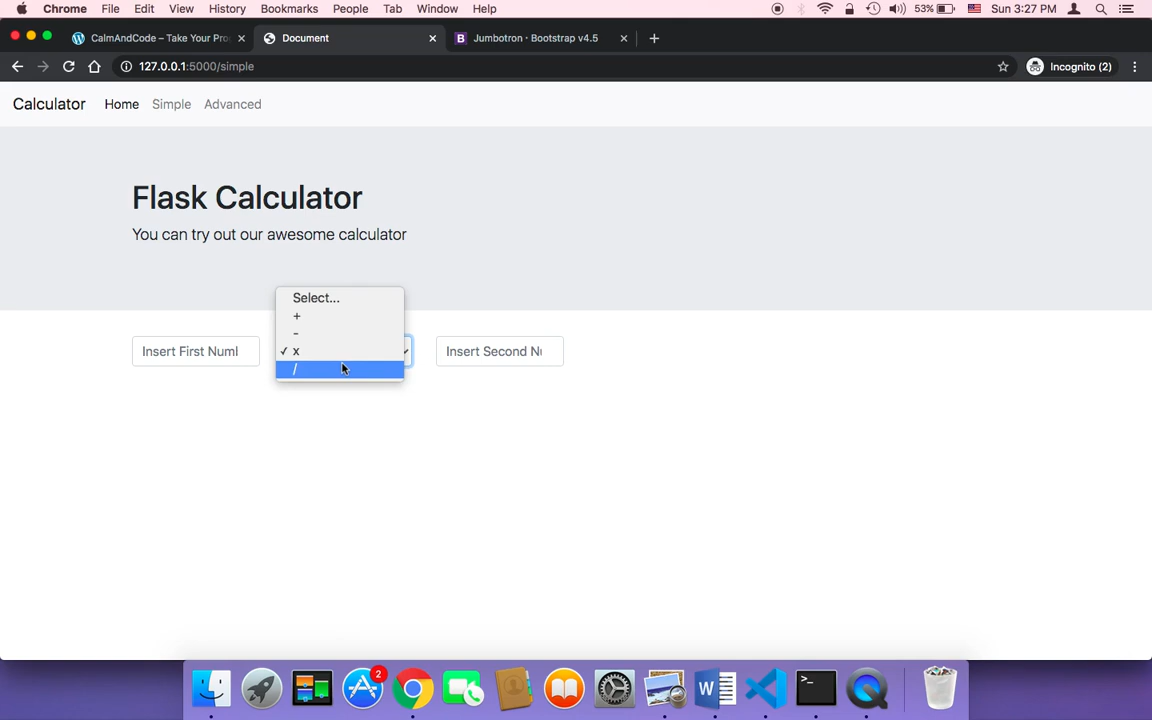 Chrome File Edit View History Bookmarks People Tab Window Help 53% Sun 3:27 PM
CalmAndCode – Take Your Pro Document B Jumbotron · Bootstrap v4.5
127.0.0.1:5000/simple Incognito (2)
Calculator Home Simple Advanced
Flask Calculator
You can try out our awesome calculator
Select...
+
-
Insert First Numl ✓ x Insert Second Nu
/
2